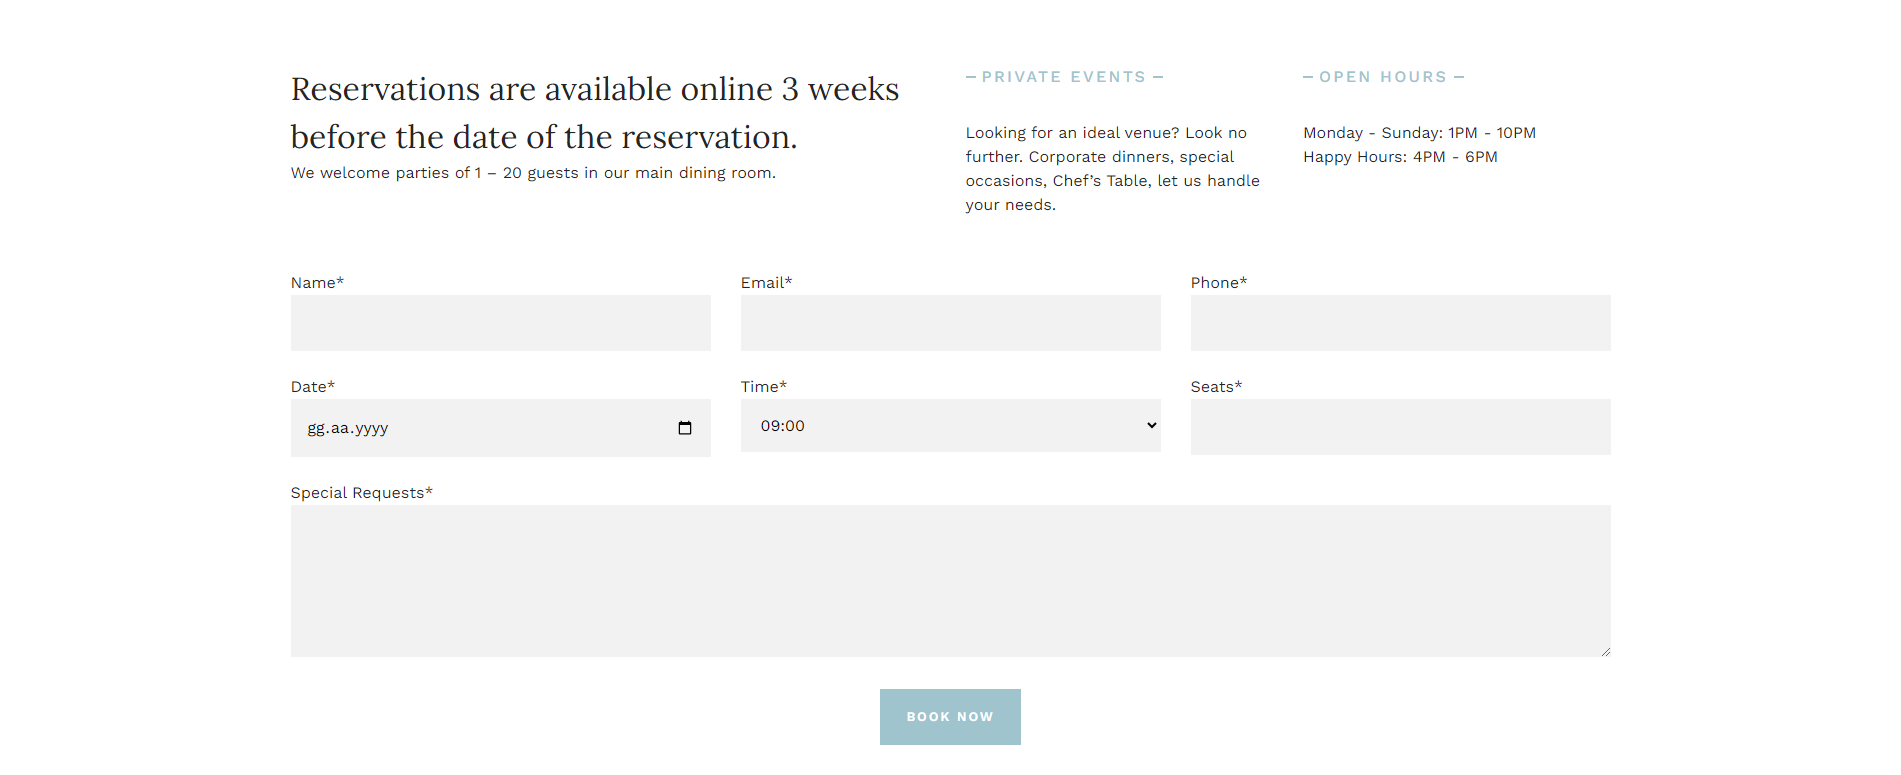 Reservations are available online 3 weeks
before the date of the reservation.
We welcome parties of 1 – 20 guests in our main dining room.
– PRIVATE EVENTS –
Looking for an ideal venue? Look no
further. Corporate dinners, special
occasions, Chef’s Table, let us handle
your needs.
– OPEN HOURS –
Monday - Sunday: 1PM - 10PM
Happy Hours: 4PM - 6PM
Name*
Email*
Phone*
Date*
Time*
Seats*
gg.aa.yyyy
09:00
Special Requests*
BOOK NOW